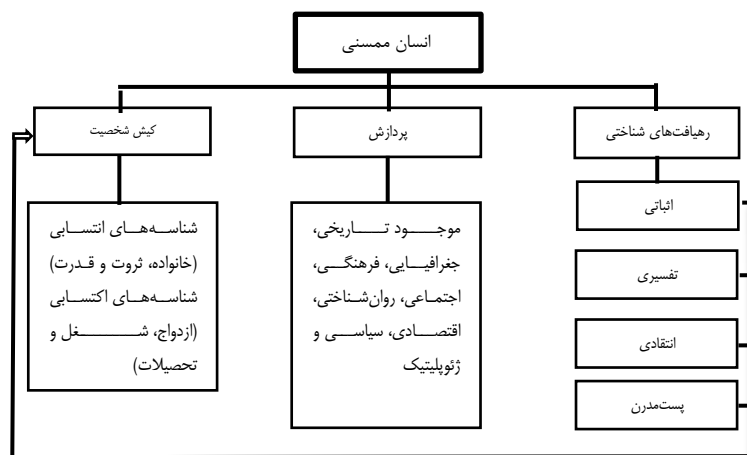 انسان ممسنی
رهیافت‌های شناختی
پردازش
کیش شخصیت
اثباتی
تفسیری
انتقادی
پست‌مدرن
موجود تاریخی،
جغرافیایی، فرهنگی،
اجتماعی، روان‌شناختی،
اقتصادی، سیاسی و
ژئوپلیتیک
شناسه‌های انتسابی
(خانواده، ثروت و قدرت)
شناسه‌های اکتسابی
(ازدواج، شغل و
تحصیلات)